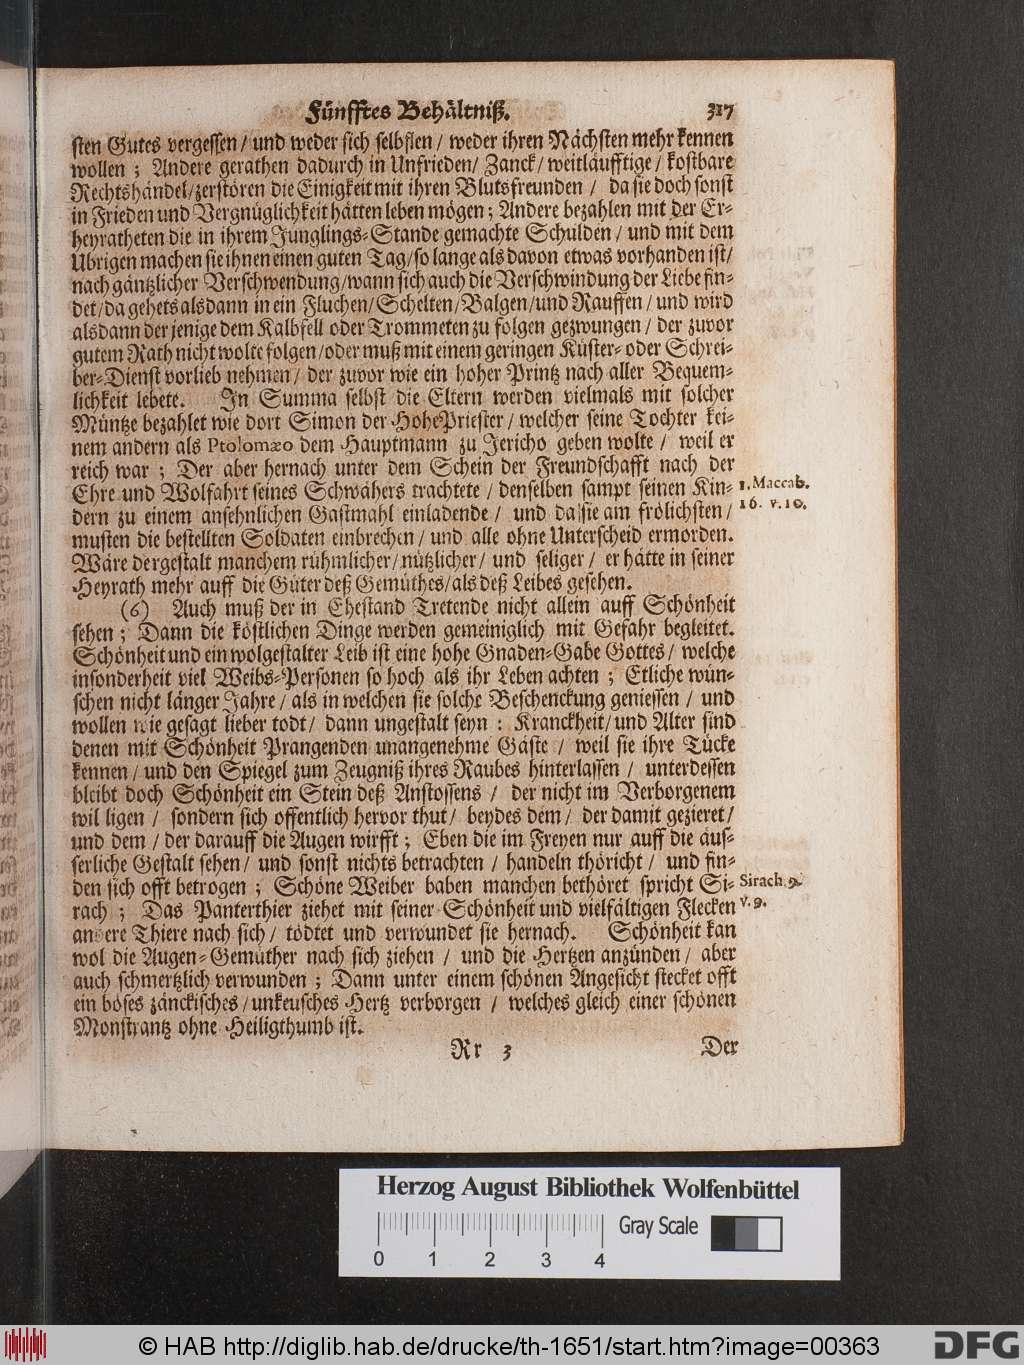 Fünfftes Behältniß. 317
sten Gutes vergessen / und weder sich selbsten / weder ihren Nächsten mehr kennen
wollen ; Andere gerathen dadurch in Unfrieden / Zanck / weitläufftige / kostbare
Rechtshändel / zerstören die Einigkeit mit ihren Blutsfreunden / da sie doch sonst
in Frieden und Vergnüglichkeit hätten leben mögen ; Andere bezahlen mit der Er-
heyratheten die in ihrem Junglings-Stande gemachte Schulden / und mit dem
Ubrigen machen sie ihnen einen guten Tag / so lange als davon etwas vorhanden ist /
nach gäntzlicher Verschwendung / wann sich auch die Verschwindung der Liebe fin-
det / da gehets alsdann in ein Fluchen / Schelten / Balgen / und Rauffen / und wird
alsdann der jenige dem Kalbfell oder Trommeten zu folgen gezwungen / der zuvor
gutem Rath nicht wolte folgen / oder muß mit einem geringen Küster- oder Schrei-
ber-Dienst vorlieb nehmen / der zuvor wie ein hoher Printz nach aller Bequem-
lichkeit lebete. In Summa selbst die Eltern werden vielmals mit solcher
Müntze bezahlet wie dort Simon der HohePriester / welcher seine Tochter kei-
nem andern als Ptolomæo dem Hauptmann zu Jericho geben wolte / weil er
reich war ; Der aber hernach unter dem Schein der Freundschafft nach der
Ehre und Wolfahrt seines Schwähers trachtete / denselben sampt seinen Kin-
dern zu einem ansehnlichen Gastmahl einladende / und da sie am frölichsten /
musten die bestellten Soldaten einbrechen / und alle ohne Unterscheid ermorden.
Wäre dergestalt manchem rühmlicher / nützlicher / und seliger / er hätte in seiner
Heyrath mehr auff die Güter deß Gemüthes / als deß Leibes gesehen.
1. Maccab.
16. v. 10.
(6) Auch muß der in Ehestand Tretende nicht allein auff Schönheit
sehen ; Dann die köstlichen Dinge werden gemeiniglich mit Gefahr begleitet.
Schönheit und ein wolgestalter Leib ist eine hohe Gnaden-Gabe Gottes / welche
insonderheit viel Weibs-Personen so hoch als ihr Leben achten ; Etliche wün-
schen nicht länger Jahre / als in welchen sie solche Beschenckung geniessen / und
wollen wie gesagt lieber todt / dann ungestalt seyn : Kranckheit / und Alter sind
denen mit Schönheit Prangenden unangenehme Gäste / weil sie ihre Tücke
kennen / und den Spiegel zum Zeugniß ihres Raubes hinterlassen / unterdessen
bleibt doch Schönheit ein Stein deß Anstossens / der nicht im Verborgenem
wil ligen / sondern sich offentlich hervor thut / beydes dem / der damit gezieret /
und dem / der darauff die Augen wirfft ; Eben die im Freyen nur auff die äus-
serliche Gestalt sehen / und sonst nichts betrachten / handeln thöricht / und fin-
den sich offt betrogen ; Schöne Weiber haben manchen bethöret spricht Si-
rach ; Das Panterthier ziehet mit seiner Schönheit und vielfältigen Flecken
andere Thiere nach sich / tödtet und verwundet sie hernach. Schönheit kan
wol die Augen-Gemüther nach sich ziehen / und die Hertzen anzünden / aber
auch schmertzlich verwunden ; Dann unter einem schönen Angesicht stecket offt
ein böses zänckisches / unkeusches Hertz verborgen / welches gleich einer schönen
Monstrantz ohne Heiligthumb ist.
Sirach. 9.
v. 9.
Rr 3 Der
Herzog August Bibliothek Wolfenbüttel
0 1 2 3 4 Gray Scale
© HAB http://diglib.hab.de/drucke/th-1651/start.htm?image=00363
DFG